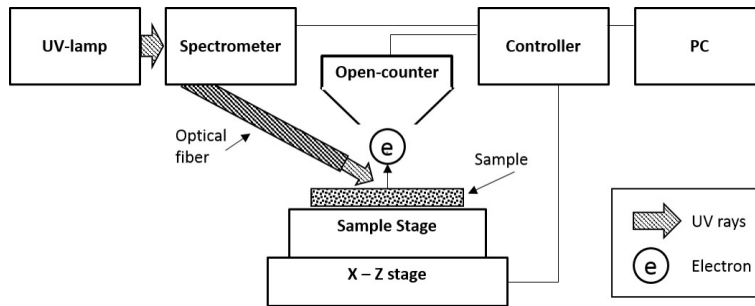 UV-lamp
Spectrometer
Controller
PC
Open-counter
Optical
fiber
e
Sample
Sample Stage
X – Z stage
UV rays
e
Electron